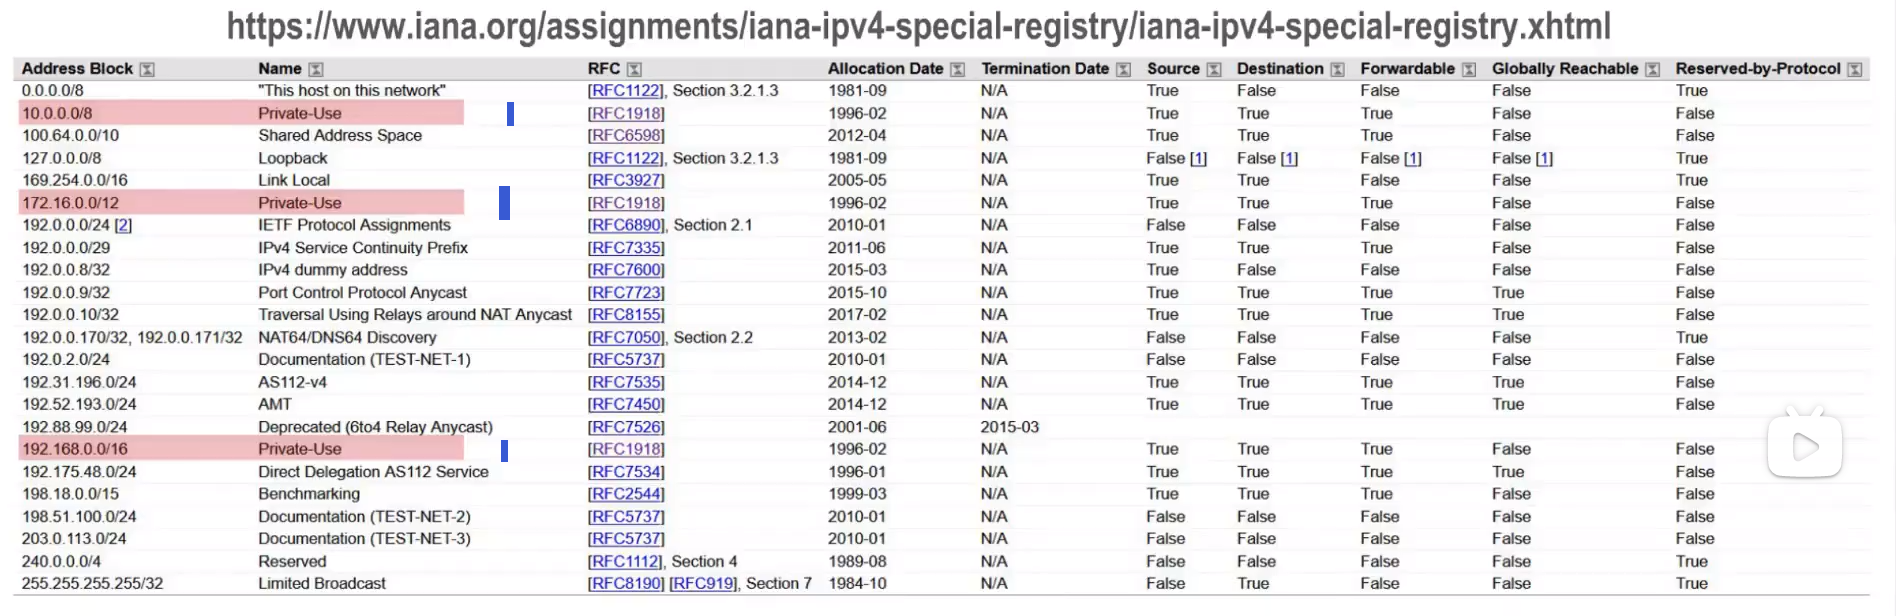 https://www.iana.org/assignments/iana-ipv4-special-registry/iana-ipv4-special-registry.xhtml
Address Block Name RFC Allocation Date Termination Date Source Destination Forwardable Globally Reachable Reserved-by-Protocol
0.0.0.0/8 "This host on this network" [RFC1122], Section 3.2.1.3 1981-09 N/A True False False False True
10.0.0.0/8 Private-Use [RFC1918] 1996-02 N/A True True True False False
100.64.0.0/10 Shared Address Space [RFC6598] 2012-04 N/A True True True False False
127.0.0.0/8 Loopback [RFC1122], Section 3.2.1.3 1981-09 N/A False [1] False [1] False [1] False [1] True
169.254.0.0/16 Link Local [RFC3927] 2005-05 N/A True True False False True
172.16.0.0/12 Private-Use [RFC1918] 1996-02 N/A True True True False False
192.0.0.0/24 [2] IETF Protocol Assignments [RFC6890], Section 2.1 2010-01 N/A False False False False False
192.0.0.0/29 IPv4 Service Continuity Prefix [RFC7335] 2011-06 N/A True True True False False
192.0.0.8/32 IPv4 dummy address [RFC7600] 2015-03 N/A True False False False False
192.0.0.9/32 Port Control Protocol Anycast [RFC7723] 2015-10 N/A True True True True False
192.0.0.10/32 Traversal Using Relays around NAT Anycast [RFC8155] 2017-02 N/A True True True True False
192.0.0.170/32, 192.0.0.171/32 NAT64/DNS64 Discovery [RFC7050], Section 2.2 2013-02 N/A False False False False True
192.0.2.0/24 Documentation (TEST-NET-1) [RFC5737] 2010-01 N/A False False False False False
192.31.196.0/24 AS112-v4 [RFC7535] 2014-12 N/A True True True True False
192.52.193.0/24 AMT [RFC7450] 2014-12 N/A True True True True False
192.88.99.0/24 Deprecated (6to4 Relay Anycast) [RFC7526] 2001-06 2015-03
192.168.0.0/16 Private-Use [RFC1918] 1996-02 N/A True True True False False
192.175.48.0/24 Direct Delegation AS112 Service [RFC7534] 1996-01 N/A True True True True False
198.18.0.0/15 Benchmarking [RFC2544] 1999-03 N/A True True True False False
198.51.100.0/24 Documentation (TEST-NET-2) [RFC5737] 2010-01 N/A False False False False False
203.0.113.0/24 Documentation (TEST-NET-3) [RFC5737] 2010-01 N/A False False False False False
240.0.0.0/4 Reserved [RFC1112], Section 4 1989-08 N/A False False False False True
255.255.255.255/32 Limited Broadcast [RFC8190] [RFC919], Section 7 1984-10 N/A False True False False True